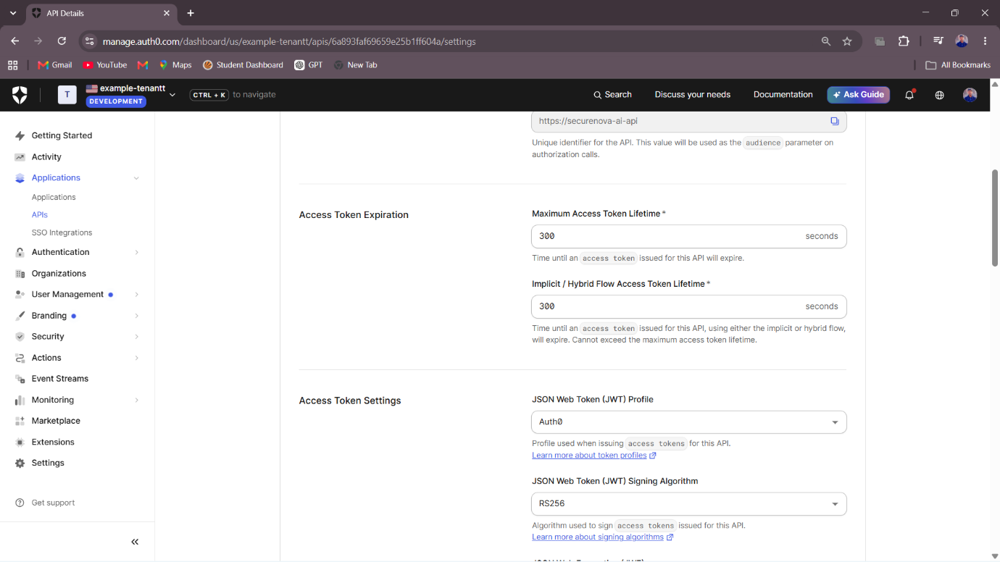 API Details
manage.auth0.com/dashboard/us/example-tenantt/apis/6a893faf69659e25b1ff604a/settings
Gmail
YouTube
Maps
Student Dashboard
GPT
New Tab
All Bookmarks
T
example-tenantt
DEVELOPMENT
CTRL + K to navigate
Search
Discuss your needs
Documentation
Ask Guide
Getting Started
Activity
Applications
Applications
APIs
SSO Integrations
Authentication
Organizations
User Management
Branding
Security
Actions
Event Streams
Monitoring
Marketplace
Extensions
Settings
Get support
https://securenova-ai-api
Unique identifier for the API. This value will be used as the audience parameter on
authorization calls.
Access Token Expiration
Maximum Access Token Lifetime *
300 seconds
Time until an access token issued for this API will expire.
Implicit / Hybrid Flow Access Token Lifetime *
300 seconds
Time until an access token issued for this API, using either the implicit or hybrid flow,
will expire. Cannot exceed the maximum access token lifetime.
Access Token Settings
JSON Web Token (JWT) Profile
Auth0
Profile used when issuing access tokens for this API.
Learn more about token profiles
JSON Web Token (JWT) Signing Algorithm
RS256
Algorithm used to sign access tokens issued for this API.
Learn more about signing algorithms